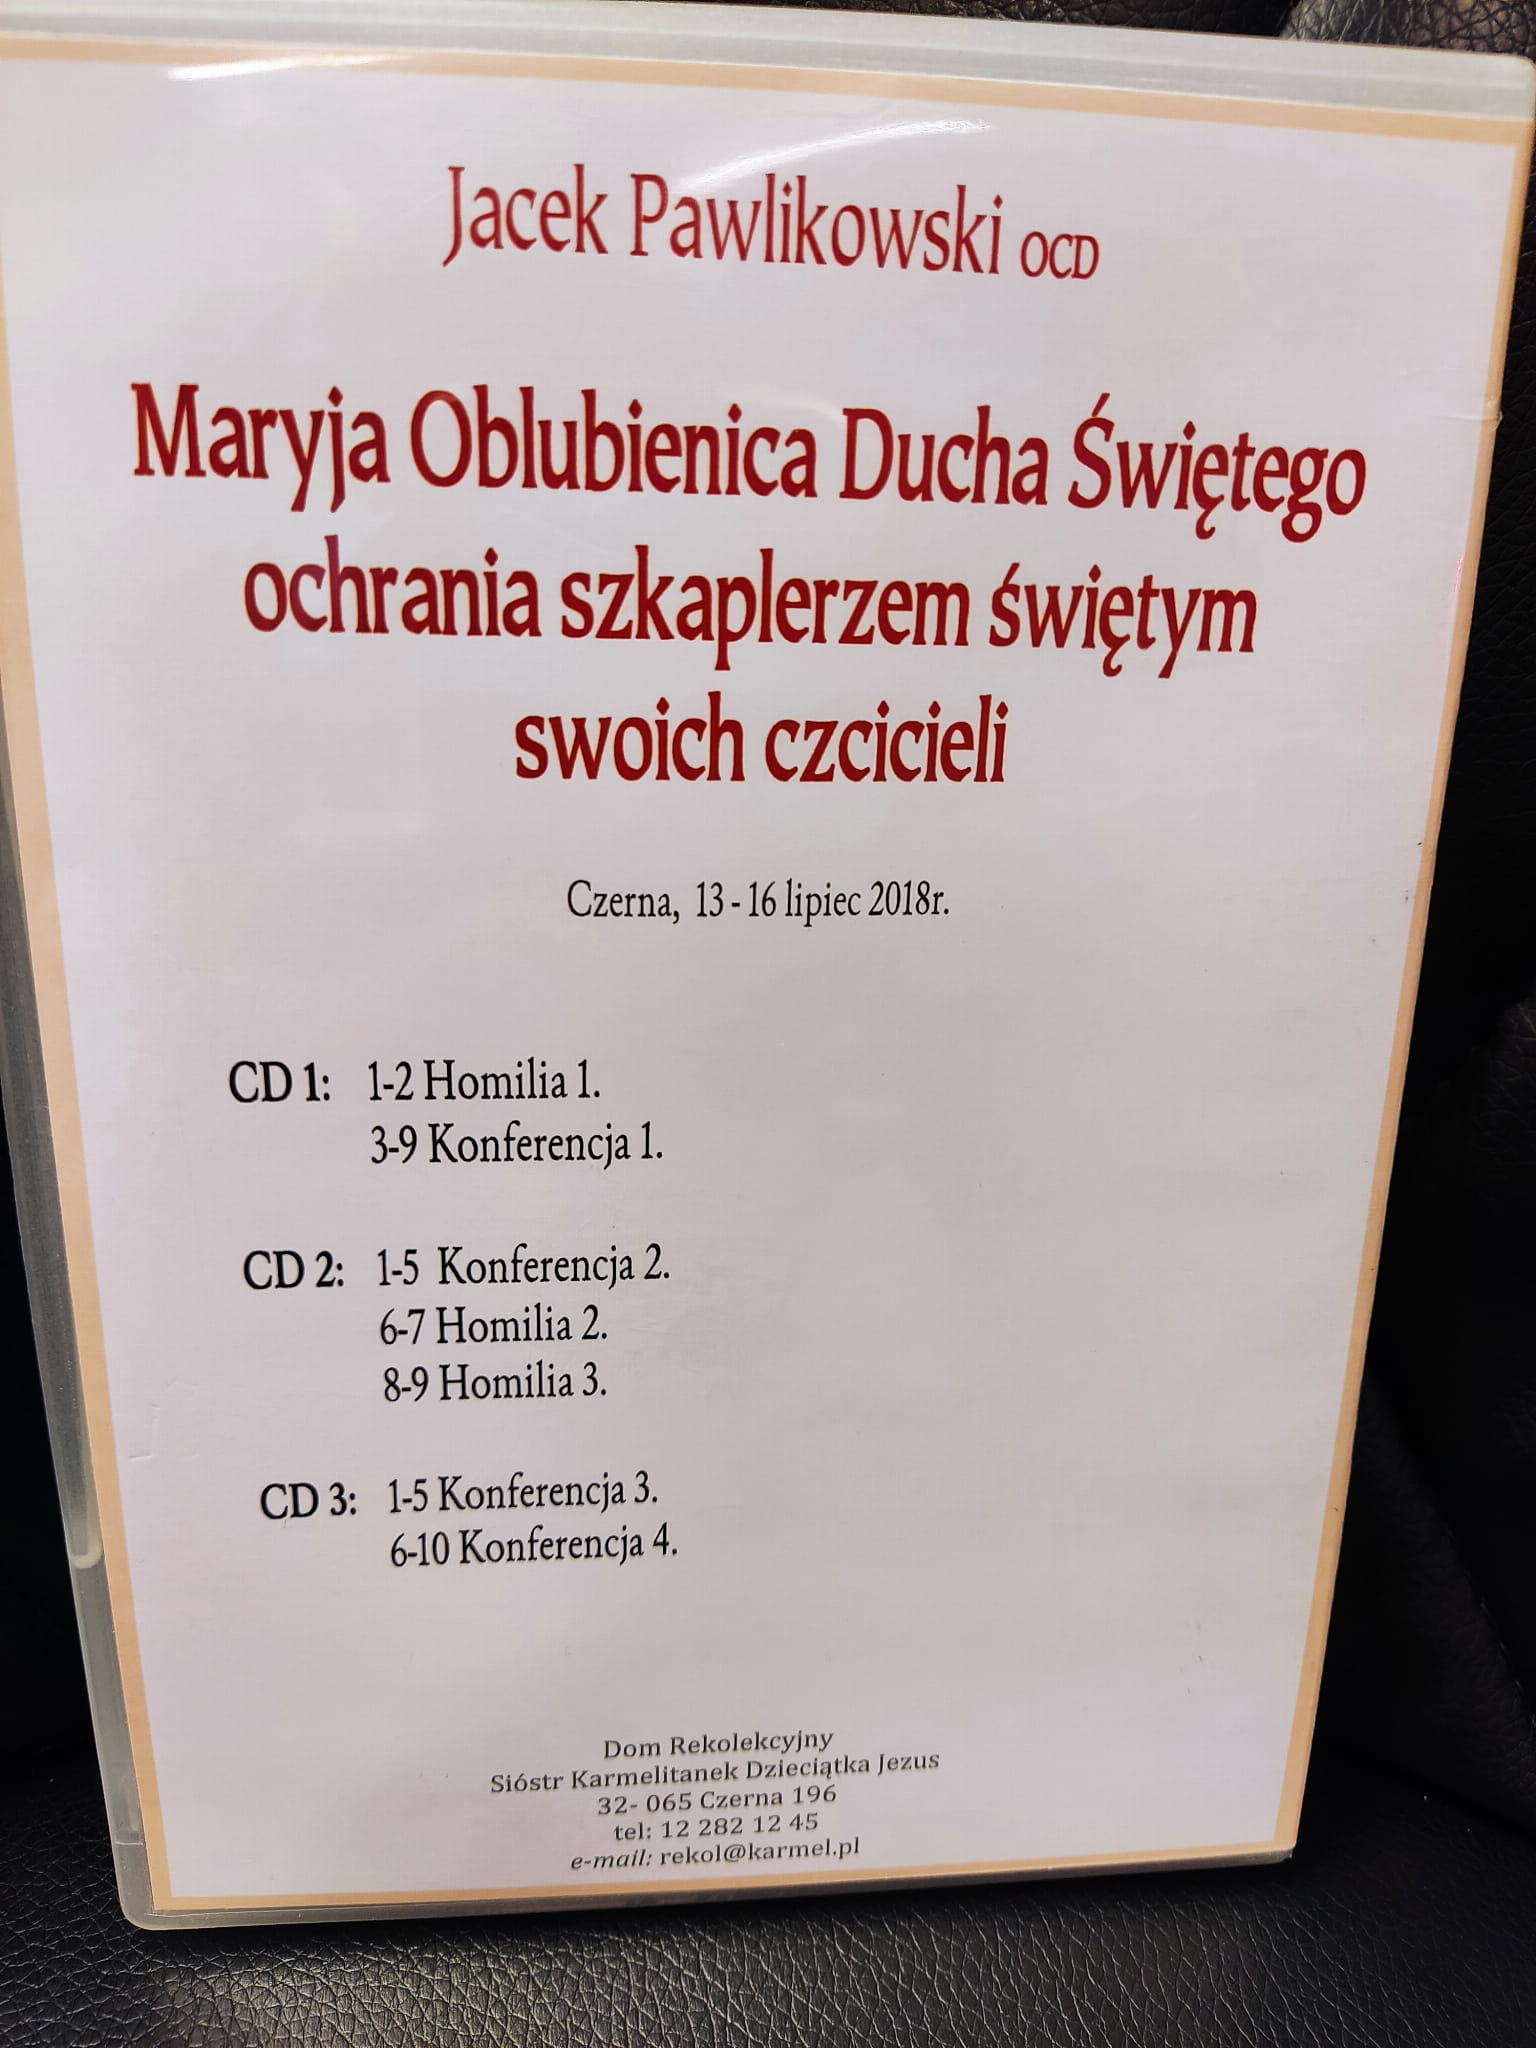 Jacek Pawlikowski OCD
Maryja Oblubienica Ducha Świętego
ochrania szkaplerzem świętym
swoich czcicieli
Czerna, 13 - 16 lipiec 2018r.
CD 1: 1-2 Homilia 1.
3-9 Konferencja 1.
CD 2: 1-5 Konferencja 2.
6-7 Homilia 2.
8-9 Homilia 3.
CD 3: 1-5 Konferencja 3.
6-10 Konferencja 4.
Dom Rekolekcyjny
Sióstr Karmelitanek Dzieciątka Jezus
32- 065 Czerna 196
tel: 12 282 12 45
e-mail: rekol@karmel.pl